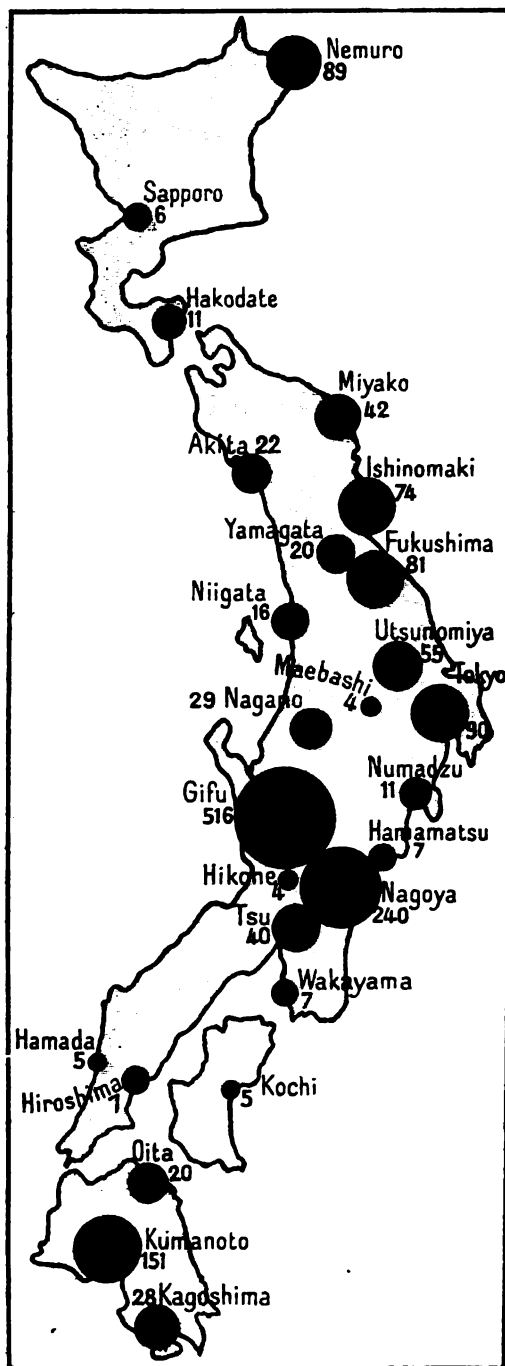 Nemuro
89
Sapporo
6
Hakodate
11
Miyako
42
Akita 22
Ishinomaki
74
Yamagata
20
Fukushima
81
Niigata
16
Utsunomiya
55
Maebashi
4
Tokyo
90
29 Nagano
Numadzu
11
Gifu
516
Hamamatsu
7
Hikone
4
Nagoya
240
Tsu
40
Wakayama
7
Hamada
5
Hiroshima
7
Kochi
5
Oita
20
Kumanoto
151
28 Kagoshima